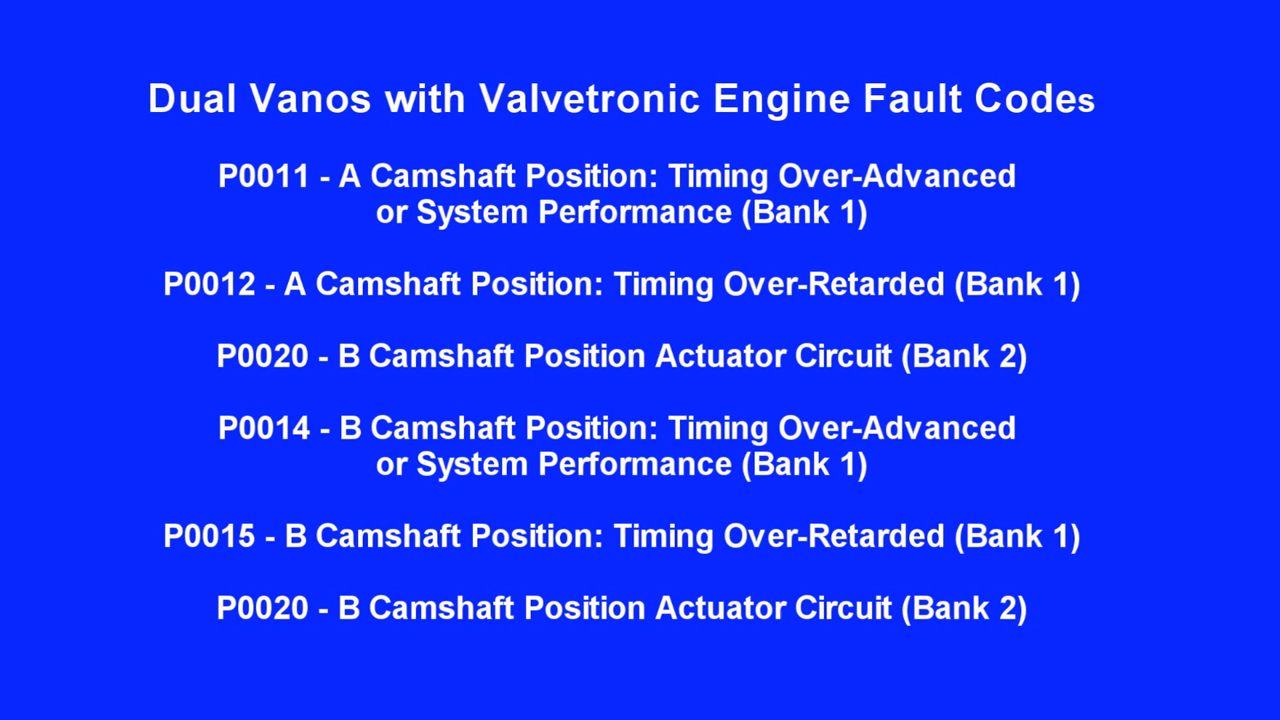 Dual Vanos with Valvetronic Engine Fault Codes
P0011 - A Camshaft Position: Timing Over-Advanced
or System Performance (Bank 1)
P0012 - A Camshaft Position: Timing Over-Retarded (Bank 1)
P0020 - B Camshaft Position Actuator Circuit (Bank 2)
P0014 - B Camshaft Position: Timing Over-Advanced
or System Performance (Bank 1)
P0015 - B Camshaft Position: Timing Over-Retarded (Bank 1)
P0020 - B Camshaft Position Actuator Circuit (Bank 2)